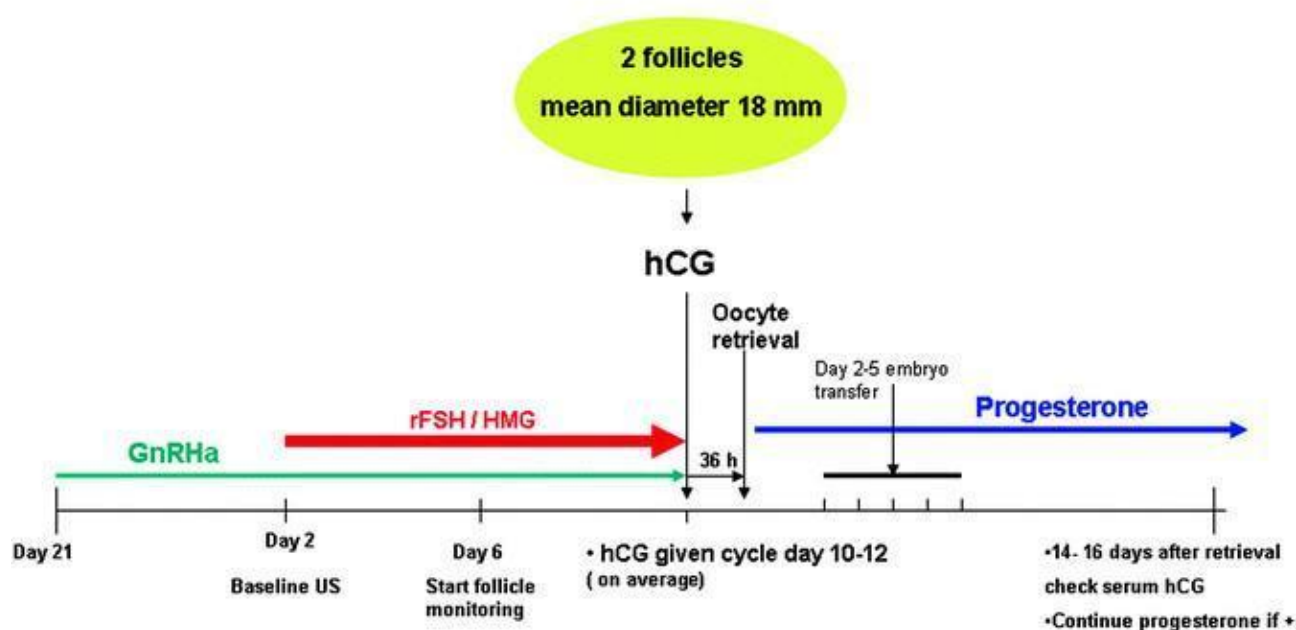 2 follicles
mean diameter 18 mm
hCG
Oocyte
retrieval
Day 2-5 embryo
transfer
rFSH / HMG
Progesterone
GnRHa
36 h
Day 21
Day 2
Baseline US
Day 6
Start follicle
monitoring
• hCG given cycle day 10-12
( on average)
•14- 16 days after retrieval
check serum hCG
•Continue progesterone if +